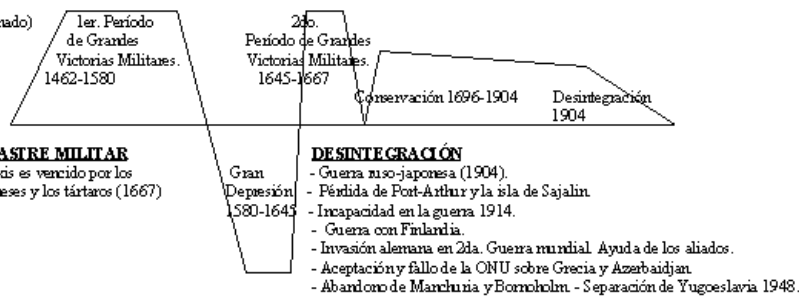 nado)
1er. Período
de Grandes
Victorias Militares.
1462-1580
2do.
Período de Grandes
Victorias Militares.
1645-1667
Conservación 1696-1904
Desintegración
1904
ASTRE MILITAR
is es vencido por los
eses y los tártaros (1667)
Gran
Depresión
1580-1645
DESINTEGRACIÓN
- Guerra ruso-japonesa (1904).
- Pérdida de Port-Arthur y la isla de Sajalin.
- Incapacidad en la guerra 1914.
- Guerra con Finlandia.
- Invasión alemana en 2da. Guerra mundial. Ayuda de los aliados.
- Aceptación y fallo de la ONU sobre Grecia y Azerbaidjan.
- Abandono de Manchuria y Bornoholm. - Separación de Yugoeslavia 1948.